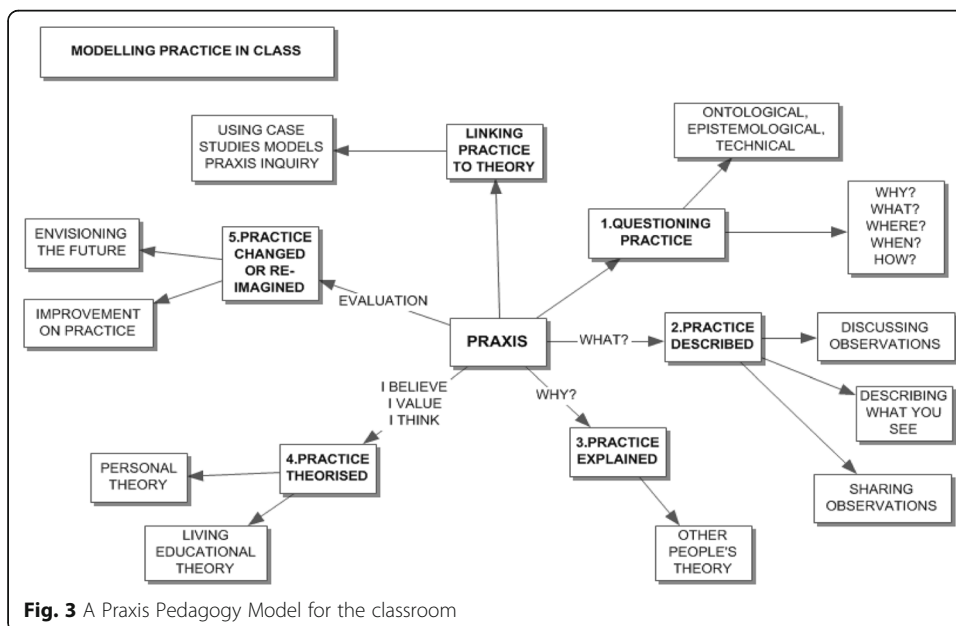 MODELLING PRACTICE IN CLASS
USING CASE
STUDIES MODELS
PRAXIS INQUIRY
LINKING
PRACTICE
TO THEORY
ONTOLOGICAL,
EPISTEMOLOGICAL,
TECHNICAL
1.QUESTIONING
PRACTICE
WHY?
WHAT?
WHERE?
WHEN?
HOW?
ENVISIONING
THE FUTURE
IMPROVEMENT
ON PRACTICE
5.PRACTICE
CHANGED
OR RE-
IMAGINED
EVALUATION
PRAXIS
WHAT?
2.PRACTICE
DESCRIBED
DISCUSSING
OBSERVATIONS
DESCRIBING
WHAT YOU
SEE
SHARING
OBSERVATIONS
I BELIEVE
I VALUE
I THINK
WHY?
4.PRACTICE
THEORISED
PERSONAL
THEORY
LIVING
EDUCATIONAL
THEORY
3.PRACTICE
EXPLAINED
OTHER
PEOPLE'S
THEORY
Fig. 3 A Praxis Pedagogy Model for the classroom